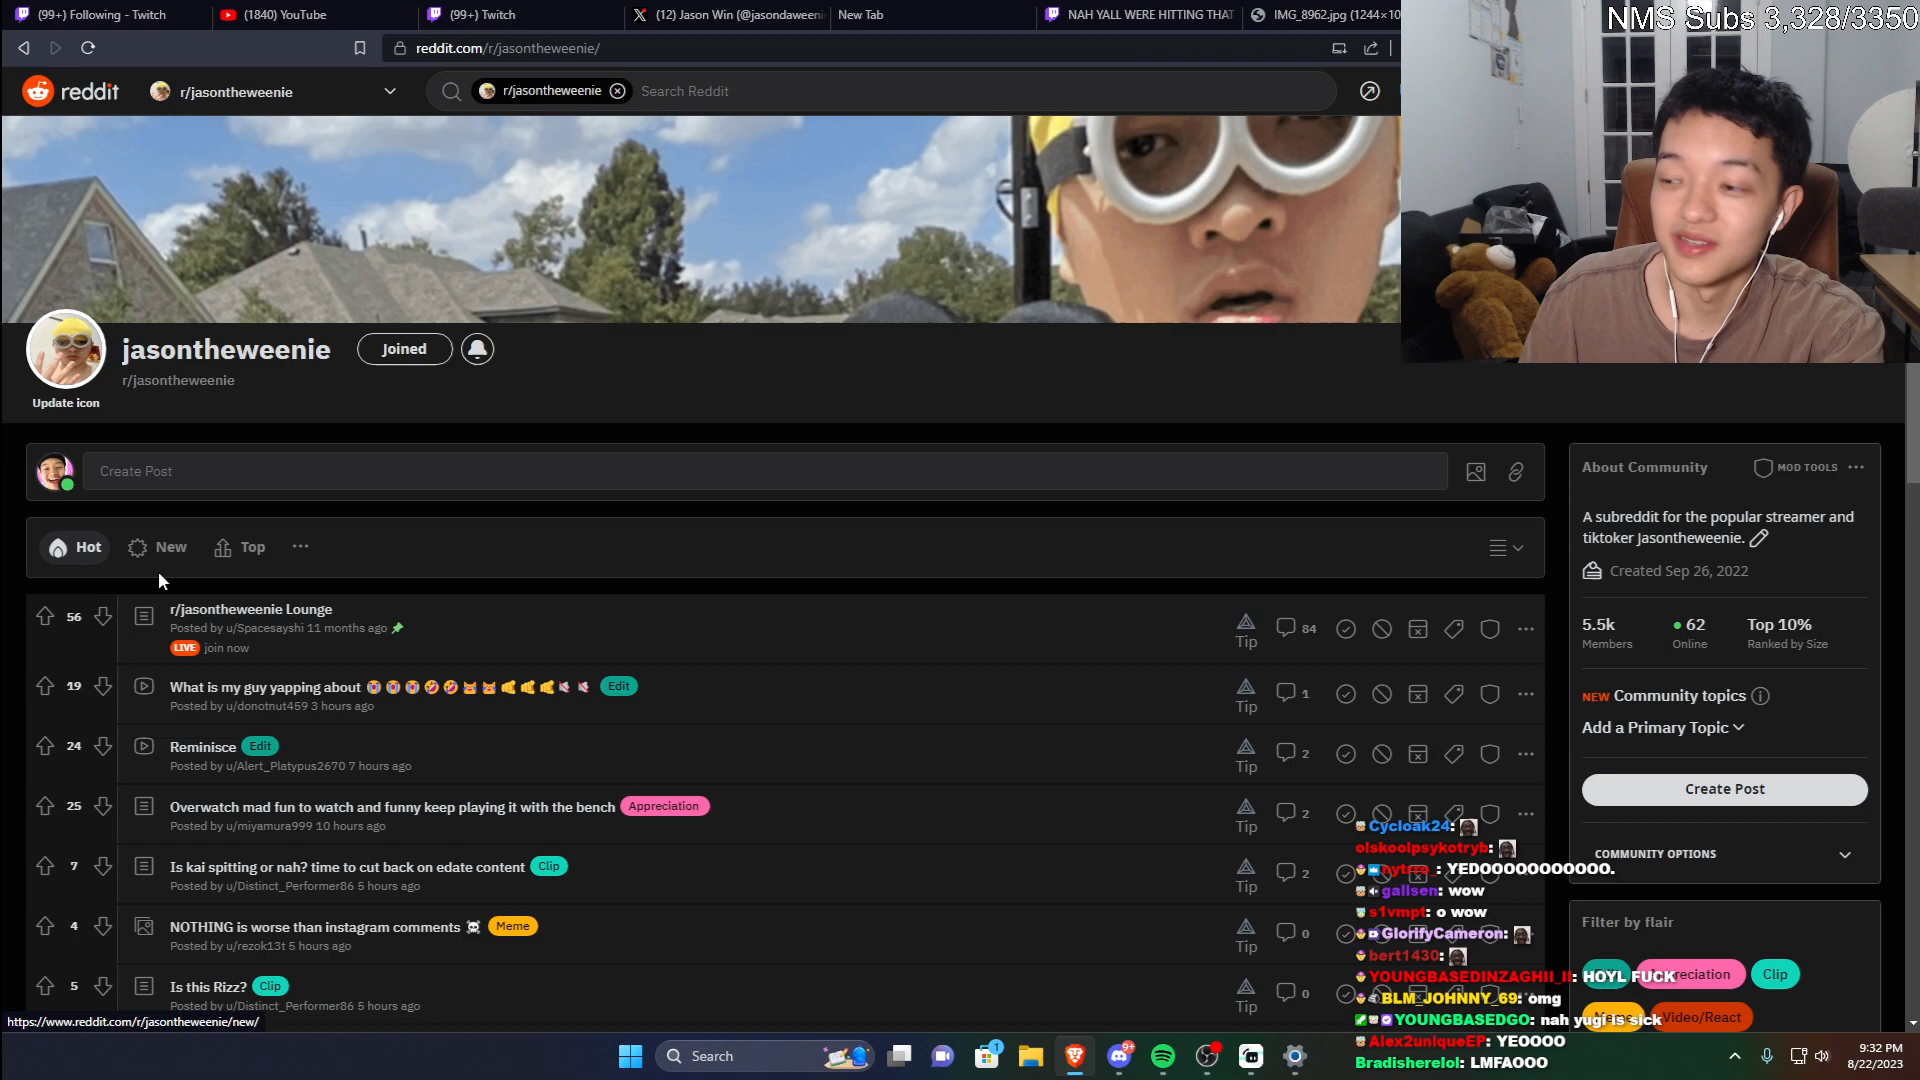 (99+) Following - Twitch
(1840) YouTube
(99+) Twitch
(12) Jason Win (@jasondaweeni
New Tab
NAH YALL WERE HITTING THAT
IMG_8962.jpg (1244×10
NMS Subs 3,328/3350
reddit.com/r/jasontheweenie/
reddit
r/jasontheweenie
r/jasontheweenie
Search Reddit
jasontheweenie
Joined
r/jasontheweenie
Update icon
Create Post
Hot
New
Top
r/jasontheweenie Lounge
Posted by u/Spacesayshi 11 months ago
LIVE join now
56
Tip
84
What is my guy yapping about 😭😭😭🤣🤣😹😹🤙🤙🤙 Edit
Posted by u/donotnut459 3 hours ago
19
Tip
1
Reminisce Edit
Posted by u/Alert_Platypus2670 7 hours ago
24
Tip
2
Overwatch mad fun to watch and funny keep playing it with the bench Appreciation
Posted by u/miyamura999 10 hours ago
25
Tip
2
Is kai spitting or nah? time to cut back on edate content Clip
Posted by u/Distinct_Performer86 5 hours ago
7
Tip
2
NOTHING is worse than instagram comments ☠ Meme
Posted by u/rezok13t 5 hours ago
4
Tip
0
Is this Rizz? Clip
Posted by u/Distinct_Performer86 5 hours ago
5
Tip
0
About Community
MOD TOOLS
A subreddit for the popular streamer and
tiktoker Jasontheweenie.
Created Sep 26, 2022
5.5k
Members
62
Online
Top 10%
Ranked by Size
NEW Community topics
Add a Primary Topic
Create Post
COMMUNITY OPTIONS
Filter by flair
Clip
Video/React
Cycloak24:
olskoolpsykotryb:
nytrro_: YEDOOOOOOOOOOO.
gallsen: wow
s1vmpt: o wow
GlorifyCameron:
bert1430:
YOUNGBASEDINZAGHII_II: HOYL FUCK
BLM_JOHNNY_69: omg
YOUNGBASEDGO: nah yugi is sick
Alex2uniqueEP: YEOOOO
Bradisherelol: LMFAOOO
https://www.reddit.com/r/jasontheweenie/new/
Search
1
9+
9:32 PM
8/22/2023